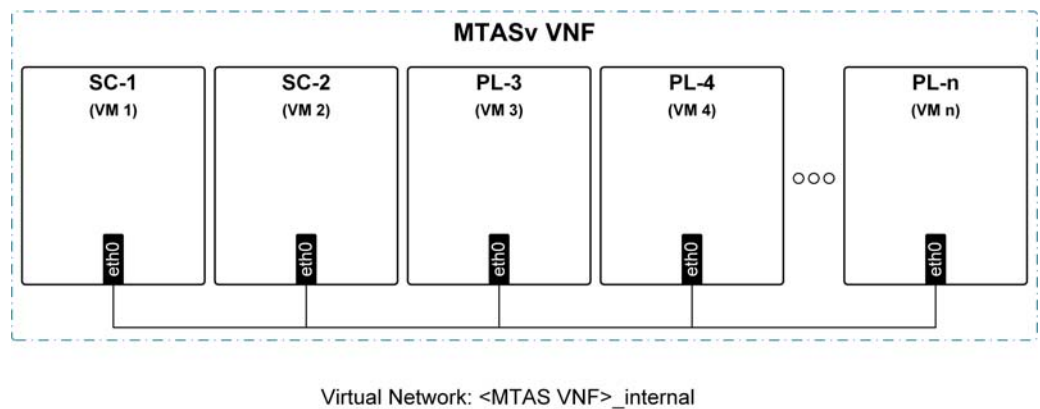 MTASv VNF
SC-1
(VM 1)
SC-2
(VM 2)
PL-3
(VM 3)
PL-4
(VM 4)
PL-n
(VM n)
eth0
eth0
eth0
eth0
eth0
Virtual Network: <MTAS VNF>_internal